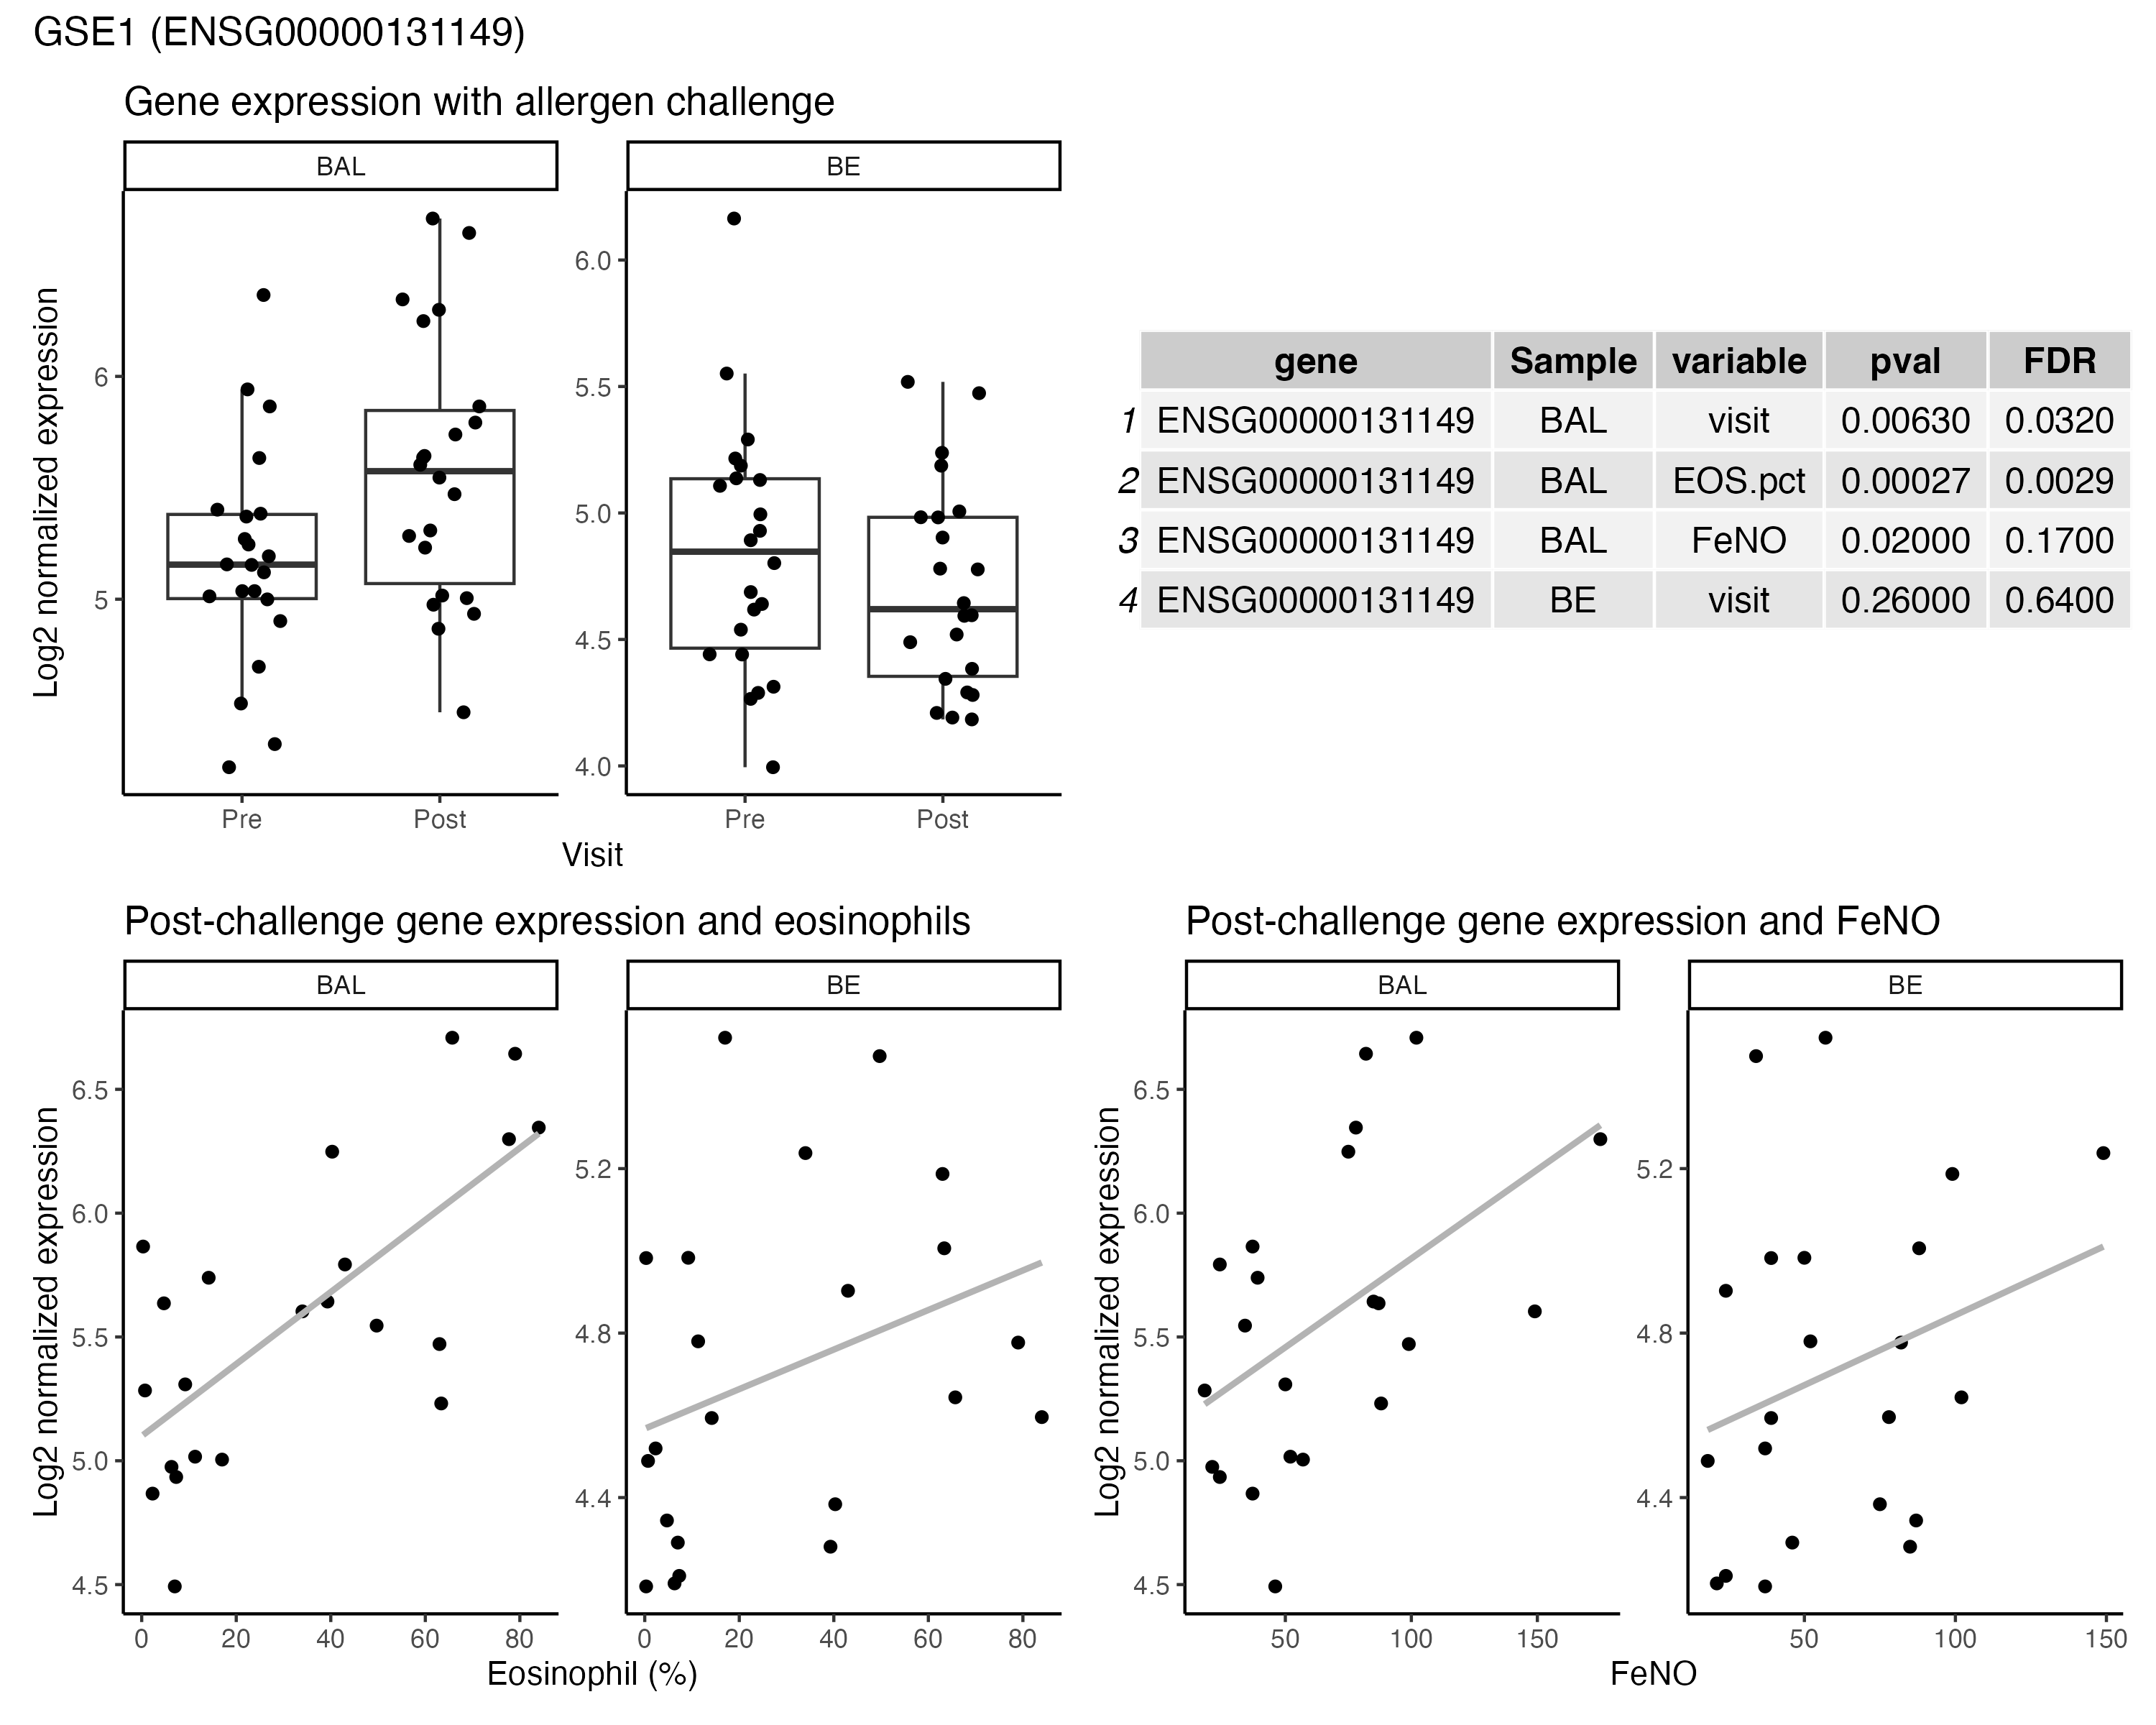 GSE1 (ENSG00000131149)
Gene expression with allergen challenge
BAL
BE
Log2 normalized expression
6
5
6.0
5.5
5.0
4.5
4.0
Pre
Post
Pre
Post
Visit
gene Sample variable pval FDR
1 ENSG00000131149 BAL visit 0.00630 0.0320
2 ENSG00000131149 BAL EOS.pct 0.00027 0.0029
3 ENSG00000131149 BAL FeNO 0.02000 0.1700
4 ENSG00000131149 BE visit 0.26000 0.6400
Post-challenge gene expression and eosinophils
BAL
BE
Log2 normalized expression
6.5
6.0
5.5
5.0
4.5
5.2
4.8
4.4
0 20 40 60 80
0 20 40 60 80
Eosinophil (%)
Post-challenge gene expression and FeNO
BAL
BE
Log2 normalized expression
6.5
6.0
5.5
5.0
4.5
5.2
4.8
4.4
50 100 150
50 100 150
FeNO